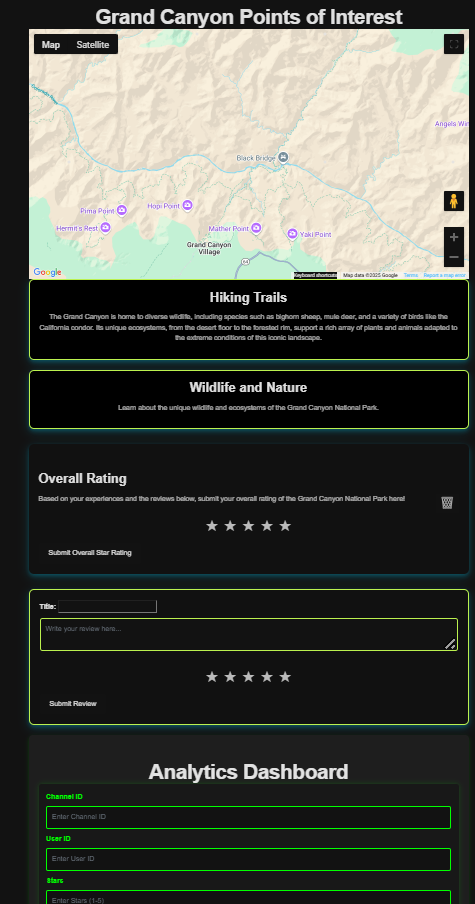 Grand Canyon Points of Interest
Map Satellite
Angels Win
Black Bridge
Hopi Point
Pima Point
Hermit's Rest
Mather Point
Yaki Point
Grand Canyon
Village
64
Google
Keyboard shortcuts Map data ©2025 Google Terms Report a map error
Hiking Trails
The Grand Canyon is home to diverse wildlife, including species such as bighorn sheep, mule deer, and a variety of birds like the
California condor. Its unique ecosystems, from the desert floor to the forested rim, support a rich array of plants and animals adapted to
the extreme conditions of this iconic landscape.
Wildlife and Nature
Learn about the unique wildlife and ecosystems of the Grand Canyon National Park.
Overall Rating
Based on your experiences and the reviews below, submit your overall rating of the Grand Canyon National Park here!
Submit Overall Star Rating
Title:
Write your review here...
Submit Review
Analytics Dashboard
Channel ID
Enter Channel ID
User ID
Enter User ID
Stars
Enter Stars (1-5)